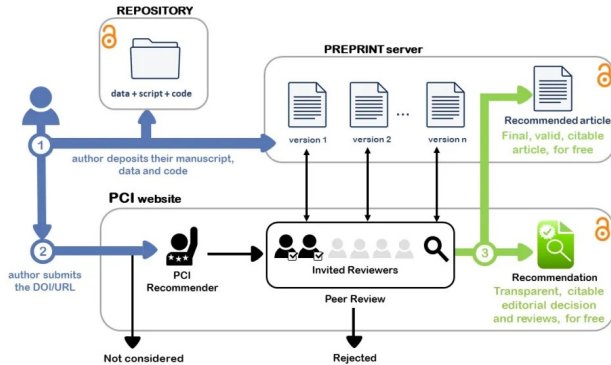 REPOSITORY
data + script + code
PREPRINT server
version 1
version 2
...
version n
Recommended article
Final, valid, citable
article, for free
1
author deposits their manuscript,
data and code
PCI website
2
author submits
the DOI/URL
PCI
Recommender
Invited Reviewers
Peer Review
3
Recommendation
Transparent, citable
editorial decision
and reviews, for free
Not considered
Rejected